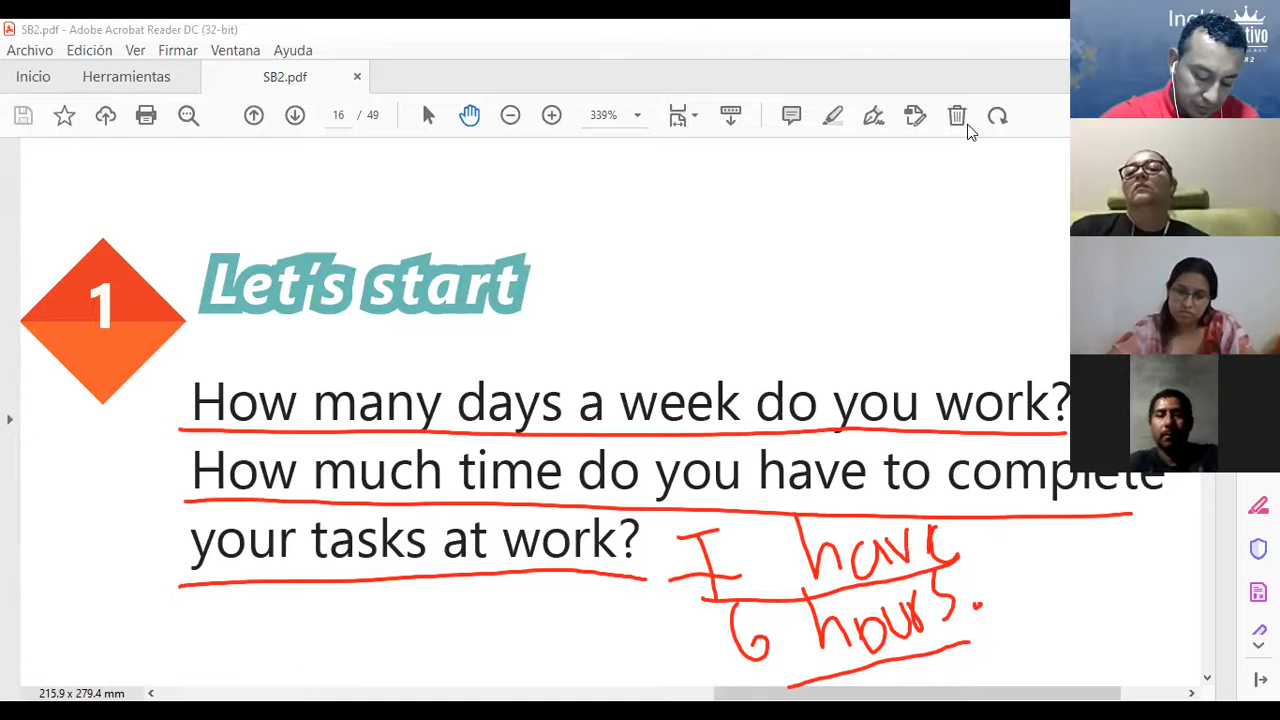 SB2.pdf - Adobe Acrobat Reader DC (32-bit)
Archivo Edición Ver Firmar Ventana Ayuda
Inicio Herramientas SB2.pdf ×
16 / 49 339%
1
Let's start
How many days a week do you work?
How much time do you have to complete
your tasks at work?
I have
6 hours.
215.9 x 279.4 mm